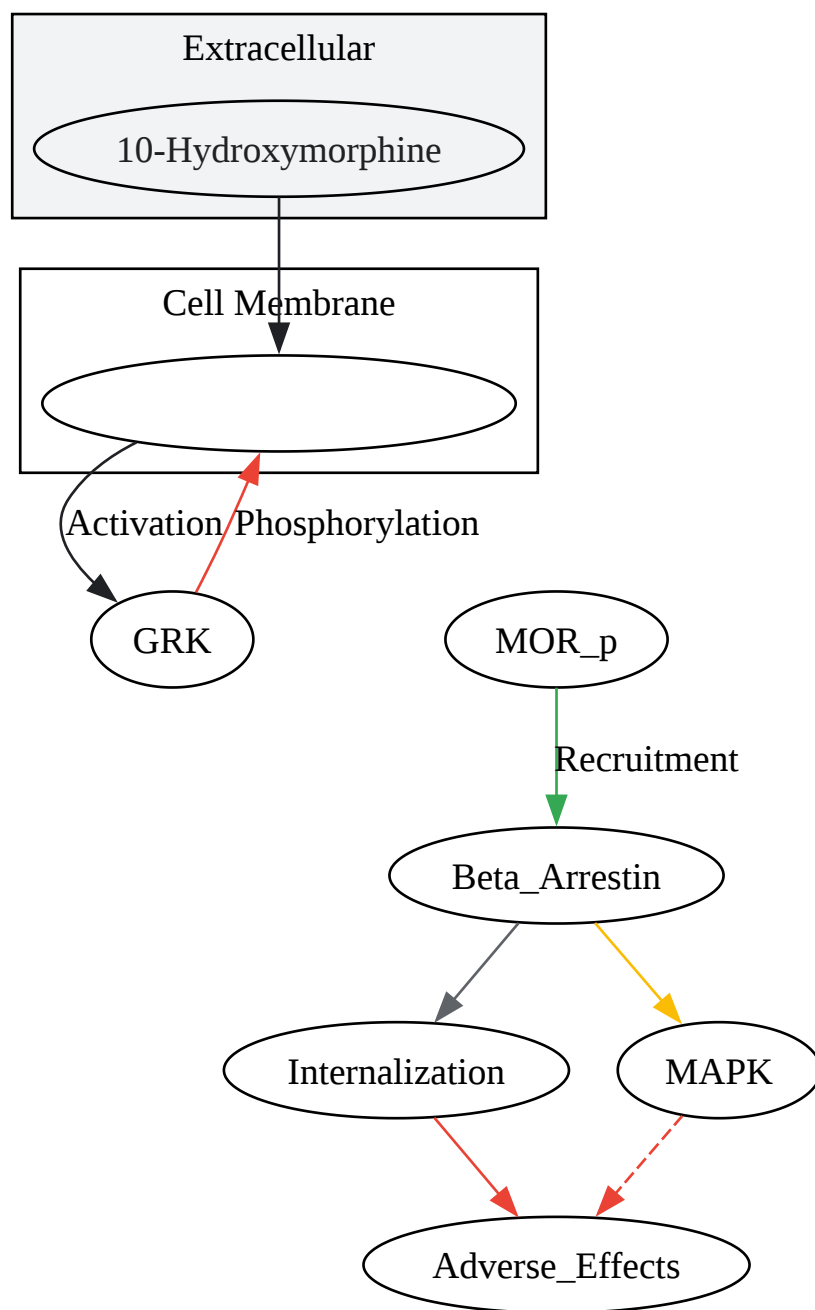 Extracellular
10-Hydroxymorphine
Cell Membrane
Activation
Phosphorylation
GRK
MOR_p
Recruitment
Beta_Arrestin
Internalization
MAPK
Adverse_Effects